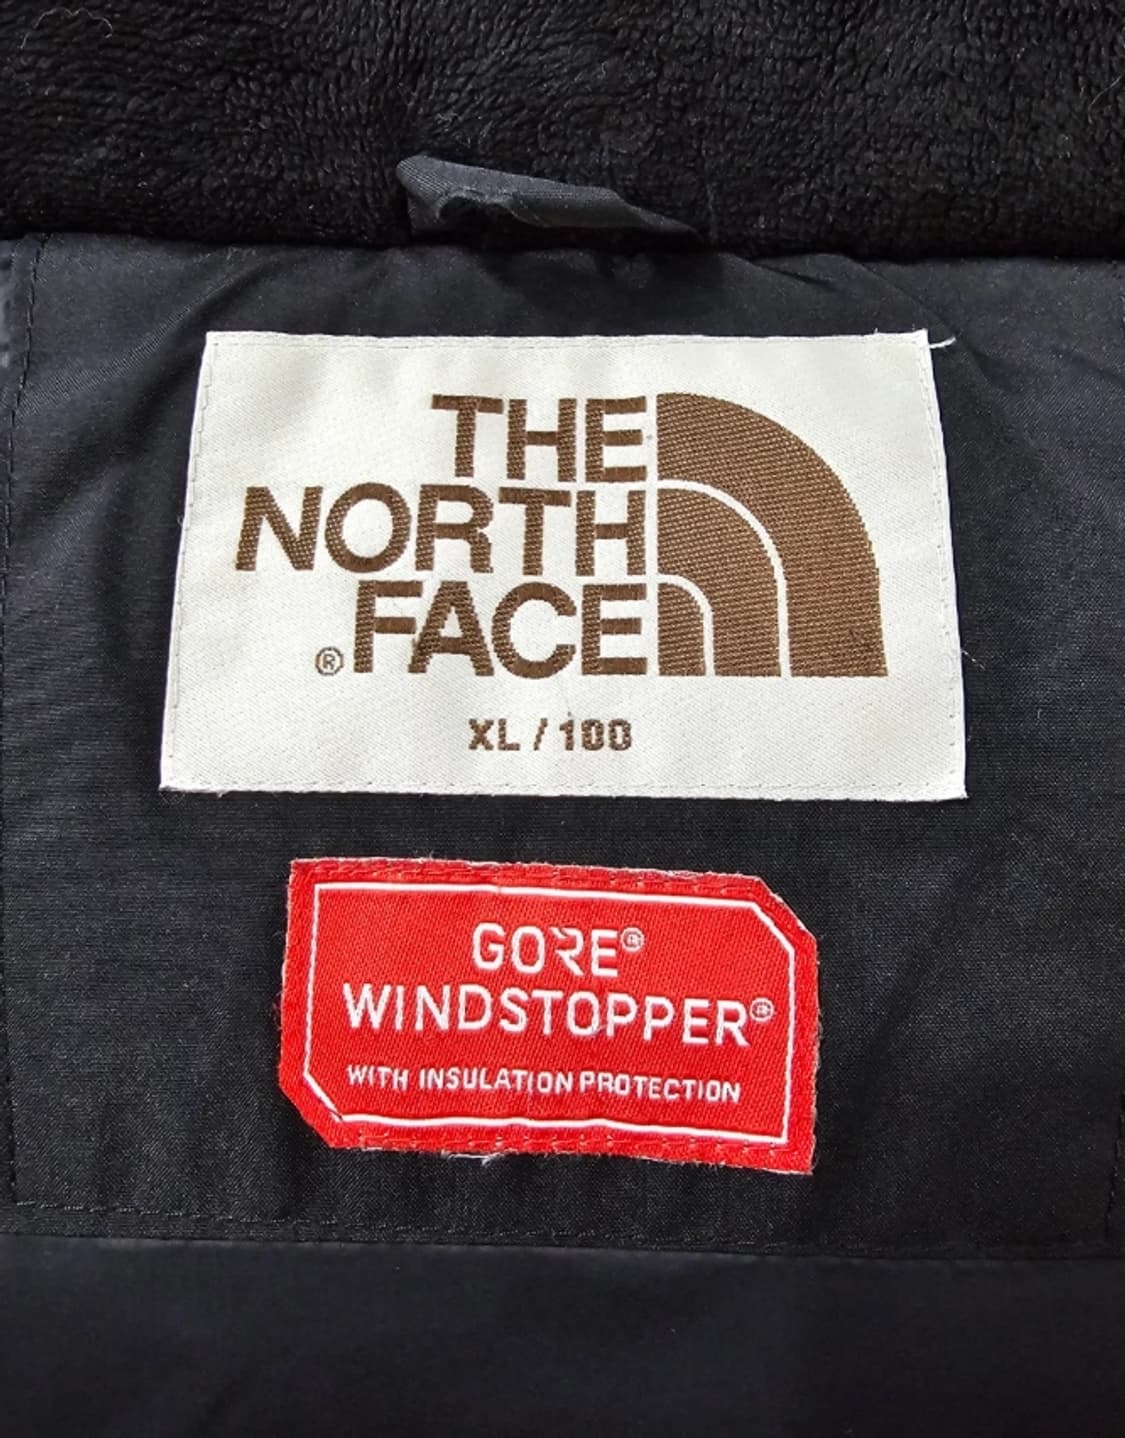 THE
NORTH
FACE
®
XL / 100
GORE®
WINDSTOPPER®
WITH INSULATION PROTECTION